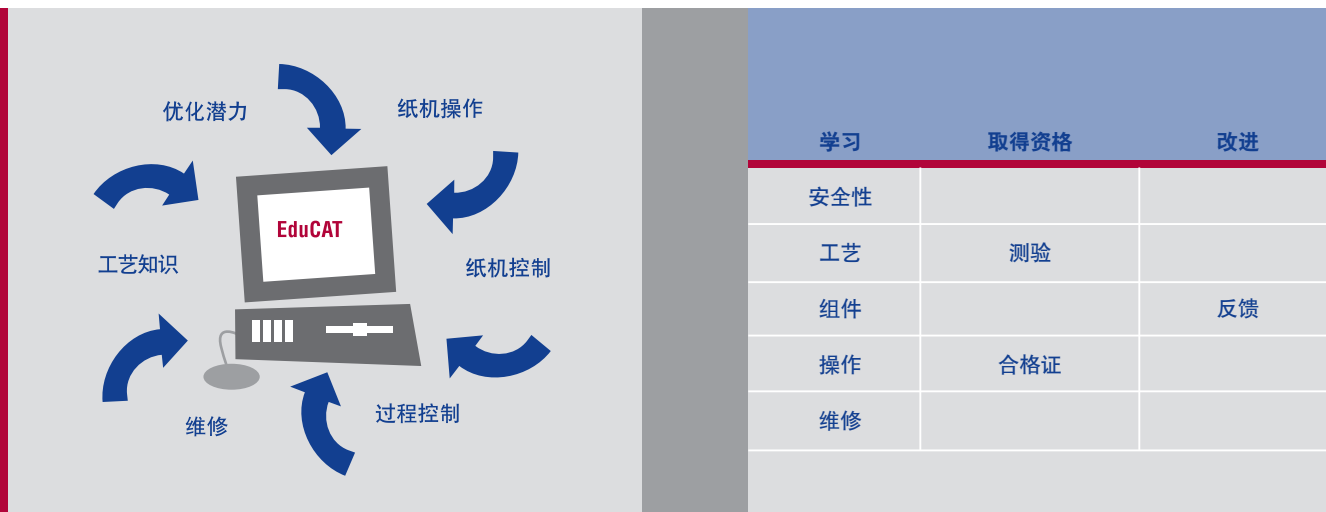 优化潜力
纸机操作
EduCAT
工艺知识
纸机控制
维修
过程控制
学习 取得资格 改进
安全性
工艺 测验
组件 反馈
操作 合格证
维修